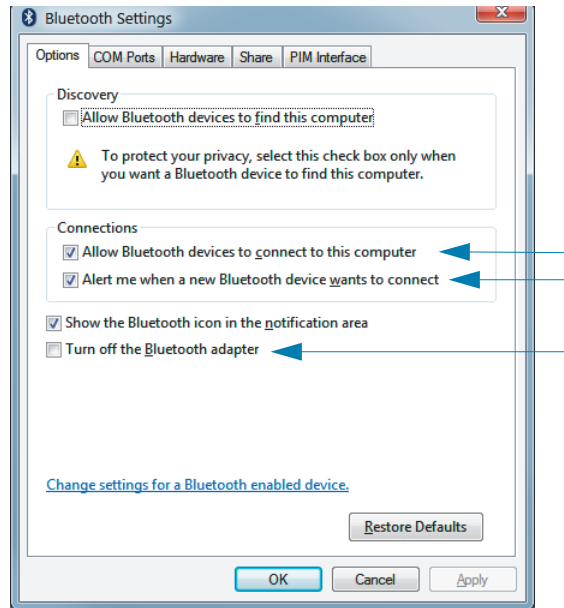 Bluetooth Settings
Options COM Ports Hardware Share PIM Interface
Discovery
Allow Bluetooth devices to find this computer
To protect your privacy, select this check box only when
you want a Bluetooth device to find this computer.
Connections
Allow Bluetooth devices to connect to this computer
Alert me when a new Bluetooth device wants to connect
Show the Bluetooth icon in the notification area
Turn off the Bluetooth adapter
Change settings for a Bluetooth enabled device.
Restore Defaults
OK Cancel Apply